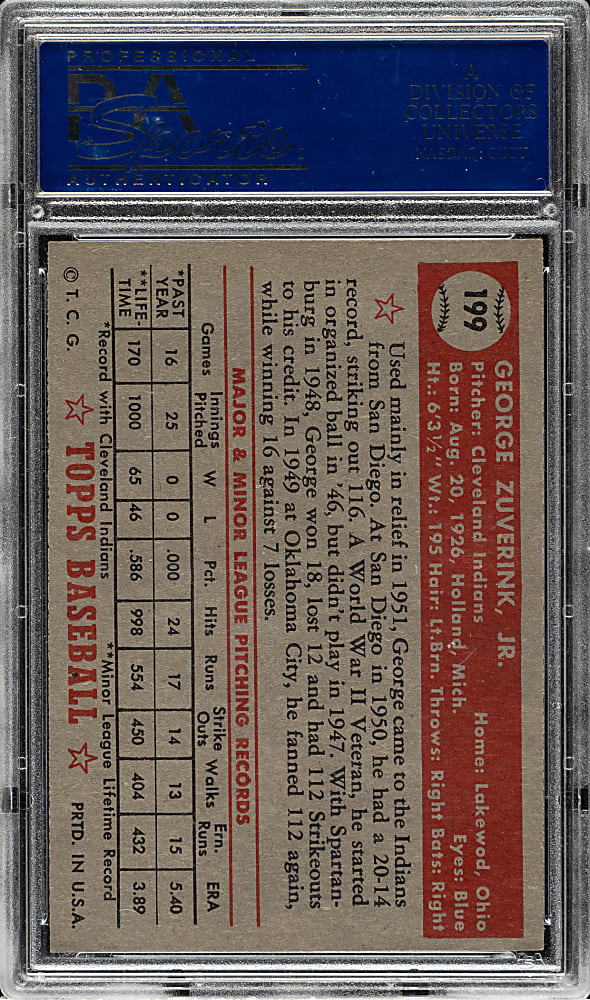 PROFESSIONAL
PSA
Sports
AUTHENTICATOR
A
DIVISION OF
COLLECTORS
UNIVERSE
NASDAQ: CLCT
199
GEORGE ZUVERINK, JR.
Pitcher: Cleveland Indians Home: Lakewod, Ohio
Born: Aug. 20, 1926, Holland, Mich. Eyes: Blue
Ht.: 6'3½" Wt.: 195 Hair: Lt.Brn. Throws: Right Bats: Right
Used mainly in relief in 1951, George came to the Indians
from San Diego. At San Diego in 1950, he had a 20-14
record, striking out 116. A World War II Veteran, he started
in organized ball in '46, but didn't play in 1947. With Spartan-
burg in 1948, George won 18, lost 12 and had 112 Strikeouts
to his credit. In 1949 at Oklahoma City, he fanned 112 again,
while winning 16 against 7 losses.
MAJOR & MINOR LEAGUE PITCHING RECORDS
Games Innings Pitched W L Pct. Hits Runs Strike Outs Walks Ern. Runs ERA
*PAST YEAR 16 25 0 0 .000 24 17 14 13 15 5.40
**LIFE-TIME 170 1000 65 46 .586 998 554 450 404 432 3.89
*Record with Cleveland Indians **Minor League Lifetime Record
© T. C. G. TOPPS BASEBALL PRTD. IN U.S.A.
PSA